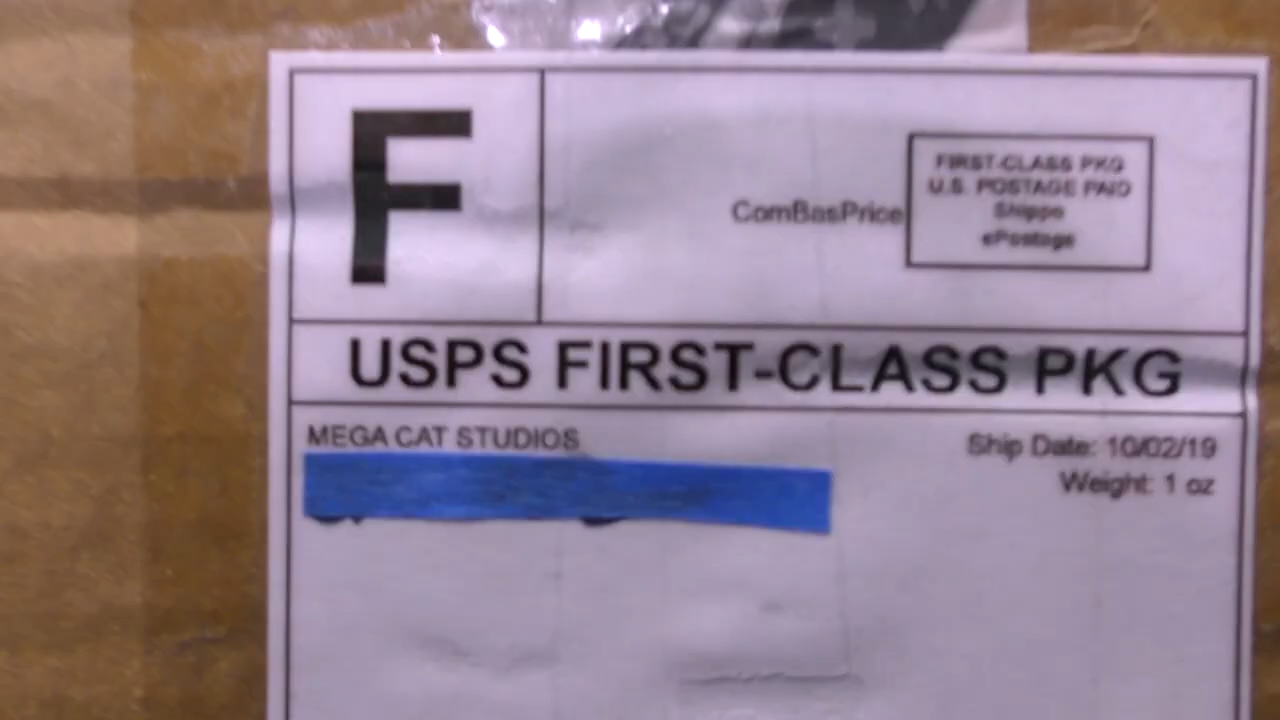 F
ComBasPrice
FIRST-CLASS PKG
U.S. POSTAGE PAID
Shippo
ePostage
USPS FIRST-CLASS PKG
MEGA CAT STUDIOS
Ship Date: 10/02/19
Weight: 1 oz